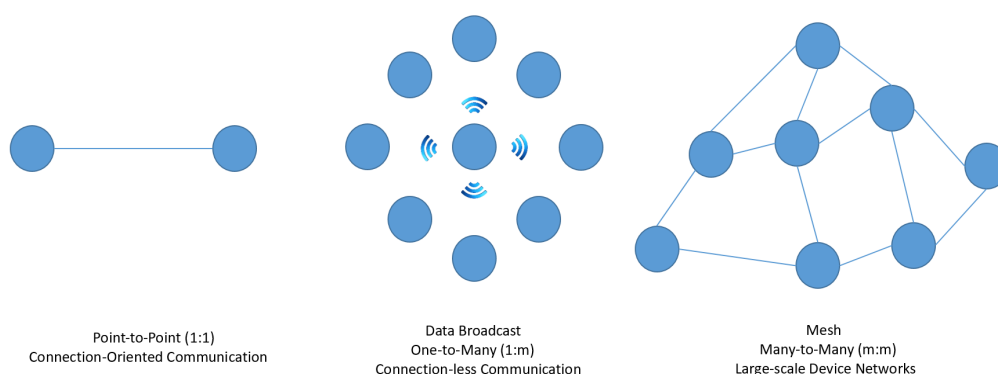 Point-to-Point (1:1)
Connection-Oriented Communication
Data Broadcast
One-to-Many (1:m)
Connection-less Communication
Mesh
Many-to-Many (m:m)
Large-scale Device Networks